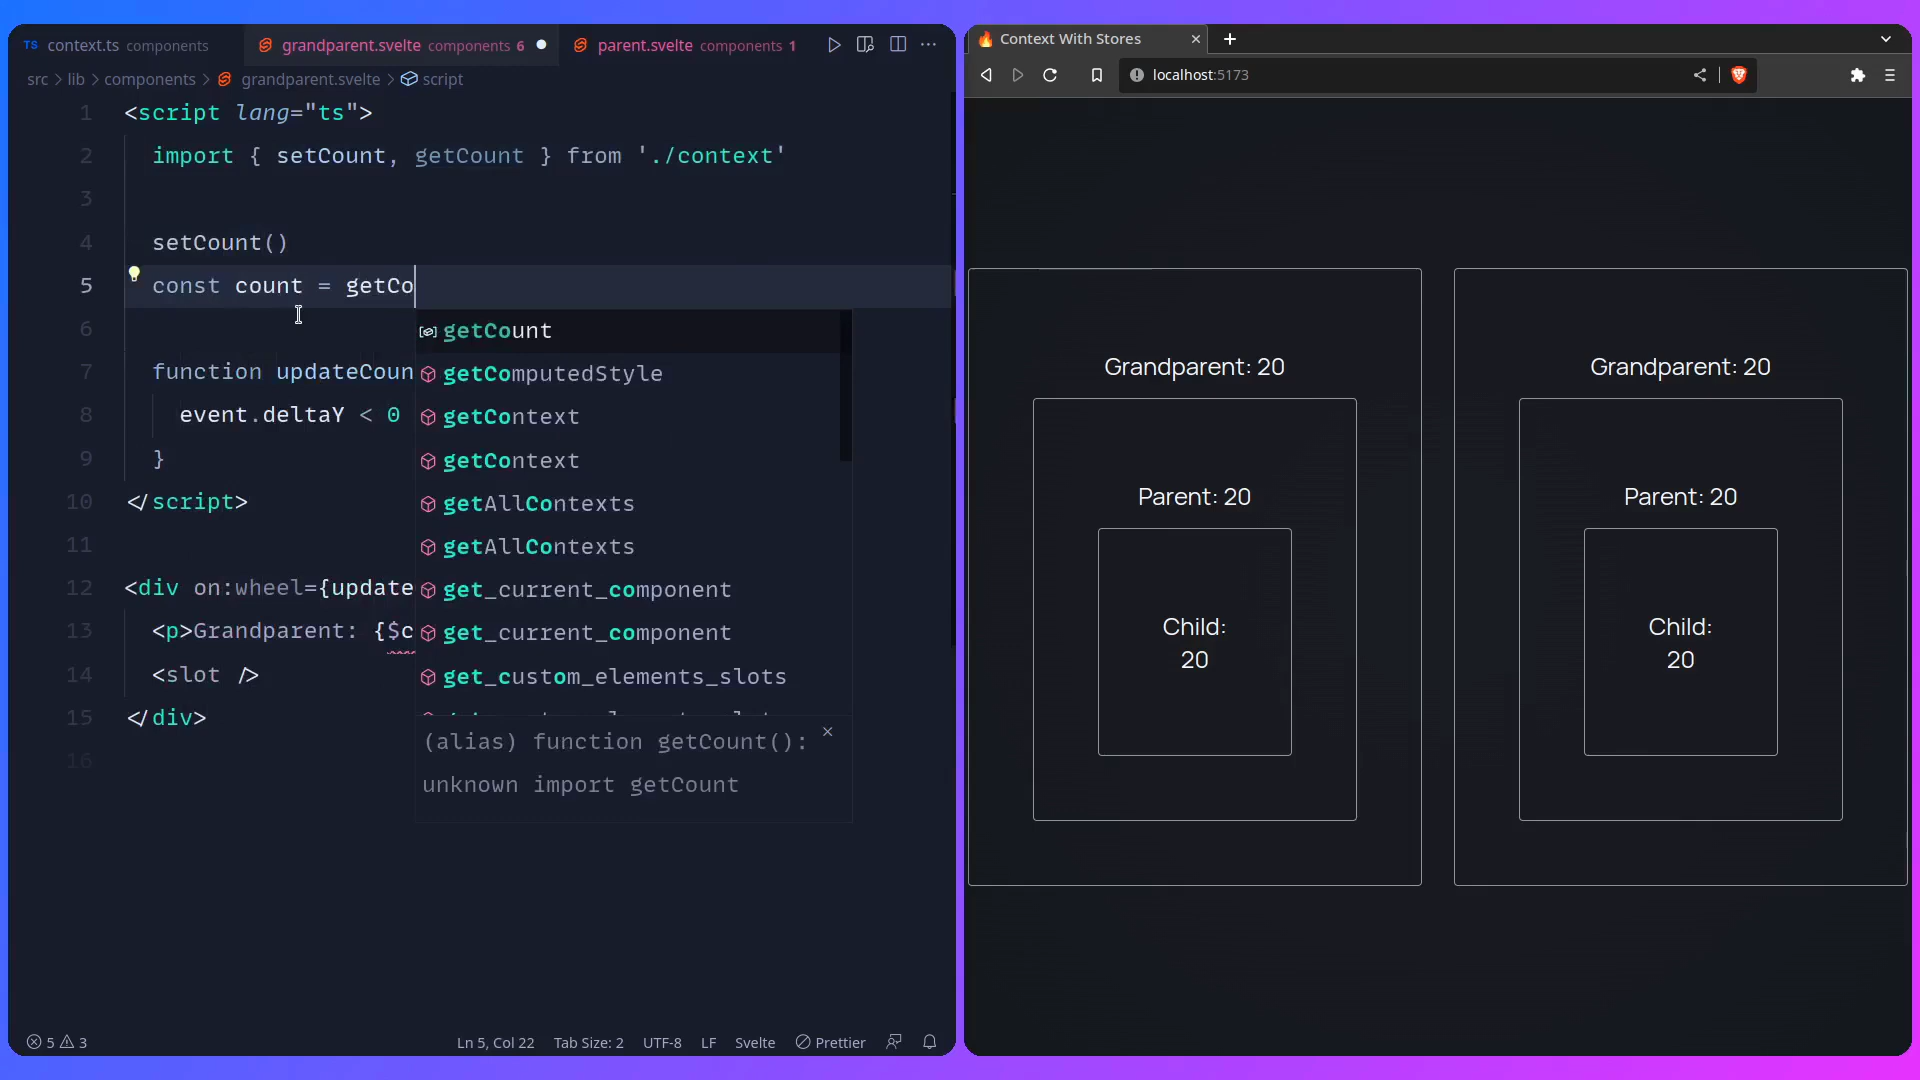 TS context.ts components
grandparent.svelte components 6
parent.svelte components 1
src > lib > components > grandparent.svelte > script
1 <script lang="ts">
2 import { setCount, getCount } from './context'
3
4 setCount()
5 const count = getCo
6
7 function updateCoun
8 event.deltaY < 0
9 }
10 </script>
11
12 <div on:wheel={update
13 <p>Grandparent: {$c
14 <slot />
15 </div>
16
getCount
getComputedStyle
getContext
getContext
getAllContexts
getAllContexts
get_current_component
get_current_component
get_custom_elements_slots
(alias) function getCount():
unknown import getCount
5 3
Ln 5, Col 22 Tab Size: 2 UTF-8 LF Svelte Prettier
Context With Stores
localhost:5173
Grandparent: 20
Parent: 20
Child:
20
Grandparent: 20
Parent: 20
Child:
20